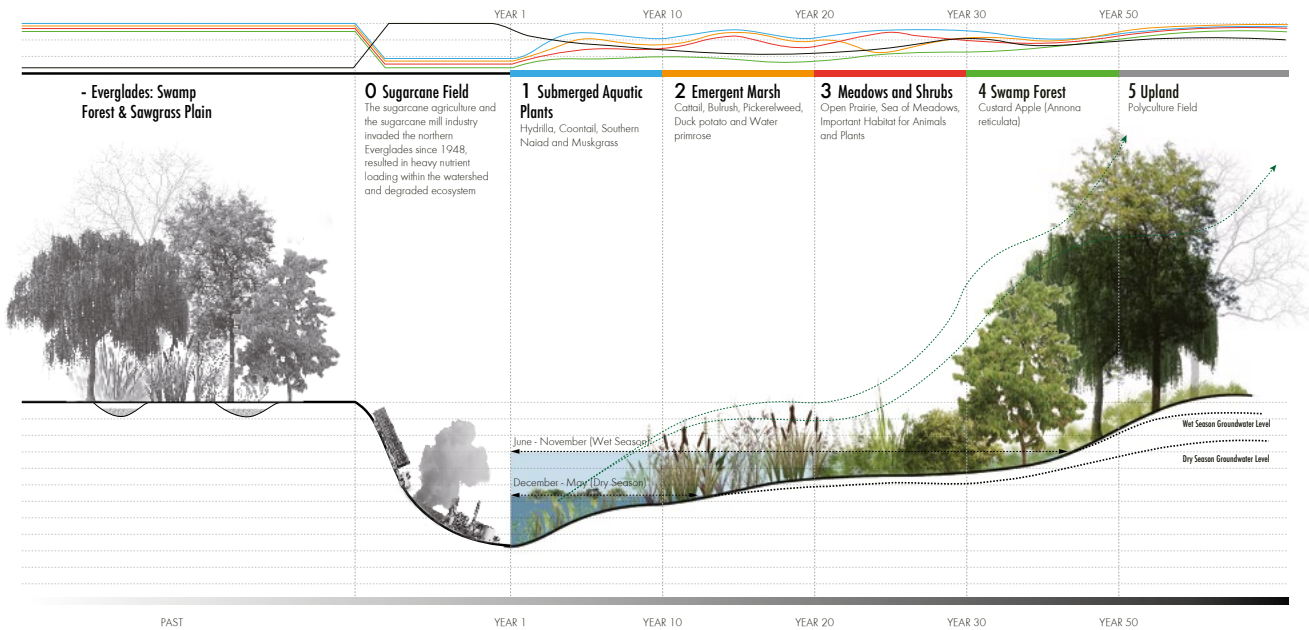 YEAR 1
YEAR 10
YEAR 20
YEAR 30
YEAR 50
- Everglades: Swamp
Forest & Sawgrass Plain
0 Sugarcane Field
The sugarcane agriculture and
the sugarcane mill industry
invaded the northern
Everglades since 1948,
resulted in heavy nutrient
loading within the watershed
and degraded ecosystem
1 Submerged Aquatic
Plants
Hydrilla, Coontail, Southern
Naiad and Muskgrass
2 Emergent Marsh
Cattail, Bulrush, Pickerelweed,
Duck potato and Water
primrose
3 Meadows and Shrubs
Open Prairie, Sea of Meadows,
Important Habitat for Animals
and Plants
4 Swamp Forest
Custard Apple (Annona
reticulata)
5 Upland
Polyculture Field
June - November (Wet Season)
December - May (Dry Season)
Wet Season Groundwater Level
Dry Season Groundwater Level
PAST
YEAR 1
YEAR 10
YEAR 20
YEAR 30
YEAR 50